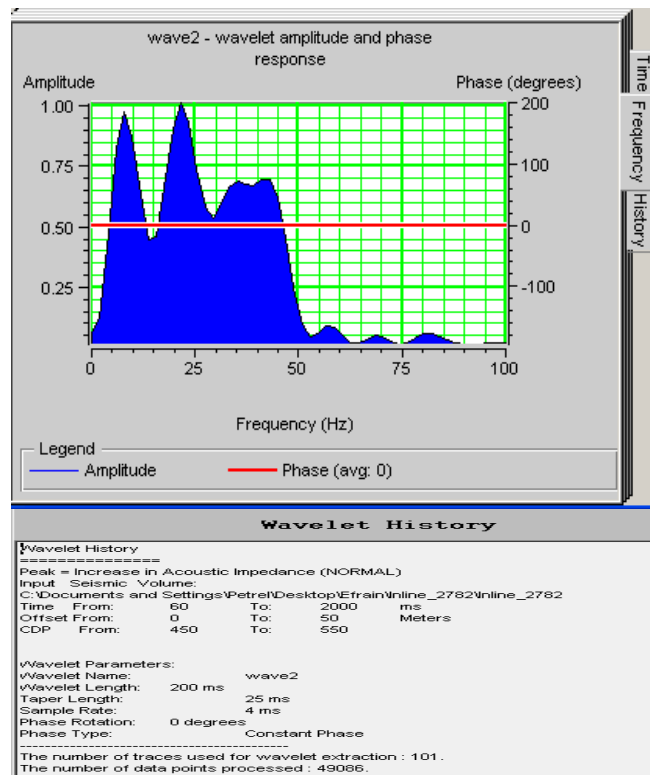 wave2 - wavelet amplitude and phase
response
Amplitude
Phase (degrees)
1.00
0.75
0.50
0.25
200
100
0
-100
0
25
50
75
100
Frequency (Hz)
Legend
Amplitude
Phase (avg: 0)
Time
Frequency
History
Wavelet History
Wavelet History
================
Peak = Increase in Acoustic Impedance (NORMAL)
Input Seismic Volume:
C:\Documents and Settings\Petrel\Desktop\Efrain\Inline_2782\Inline_2782
Time From: 60 To: 2000 ms
Offset From: 0 To: 50 Meters
CDP From: 450 To: 550
Wavelet Parameters:
Wavelet Name: wave2
Wavelet Length: 200 ms
Taper Length: 25 ms
Sample Rate: 4 ms
Phase Rotation: 0 degrees
Phase Type: Constant Phase
----------------------------------------
The number of traces used for wavelet extraction : 101.
The number of data points processed : 49086.